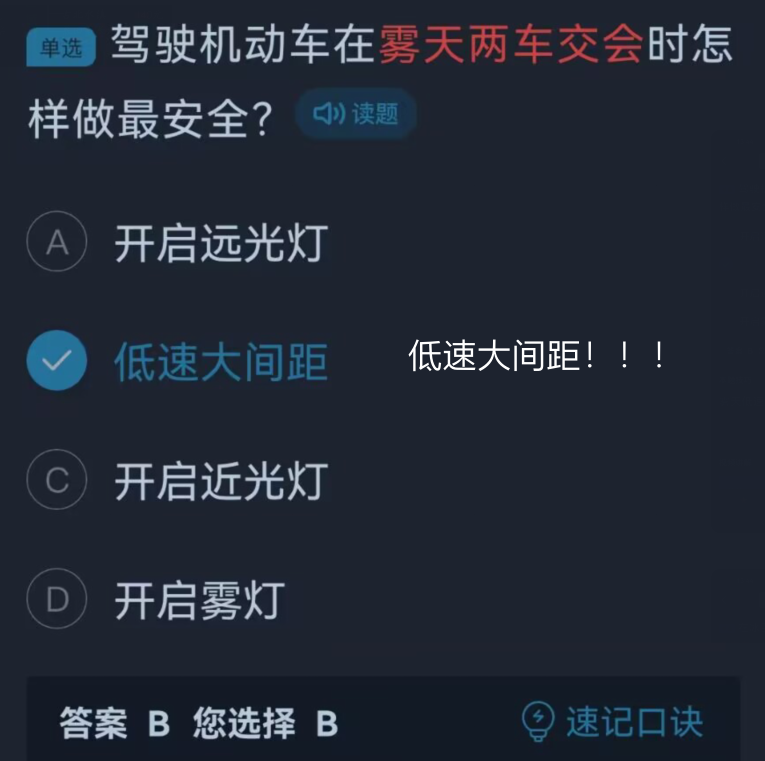 单选 驾驶机动车在雾天两车交会时怎
样做最安全? 读题
A 开启远光灯
低速大间距 低速大间距！！！
C 开启近光灯
D 开启雾灯
答案 B 您选择 B 速记口诀